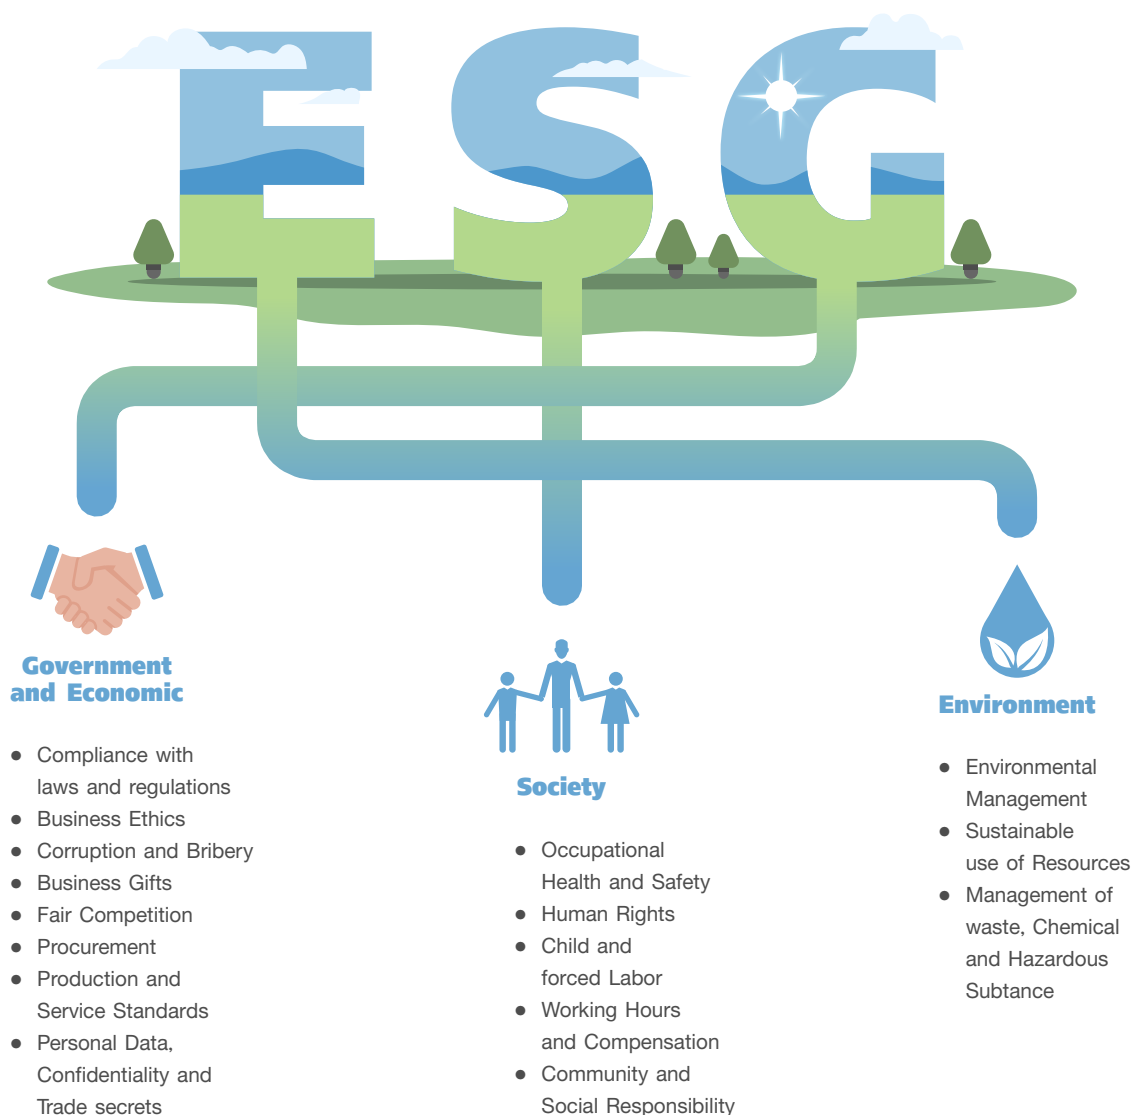 ESG
Government
and Economic
● Compliance with
laws and regulations
● Business Ethics
● Corruption and Bribery
● Business Gifts
● Fair Competition
● Procurement
● Production and
Service Standards
● Personal Data,
Confidentiality and
Trade secrets
Society
● Occupational
Health and Safety
● Human Rights
● Child and
forced Labor
● Working Hours
and Compensation
● Community and
Social Responsibility
Environment
● Environmental
Management
● Sustainable
use of Resources
● Management of
waste, Chemical
and Hazardous
Subtance